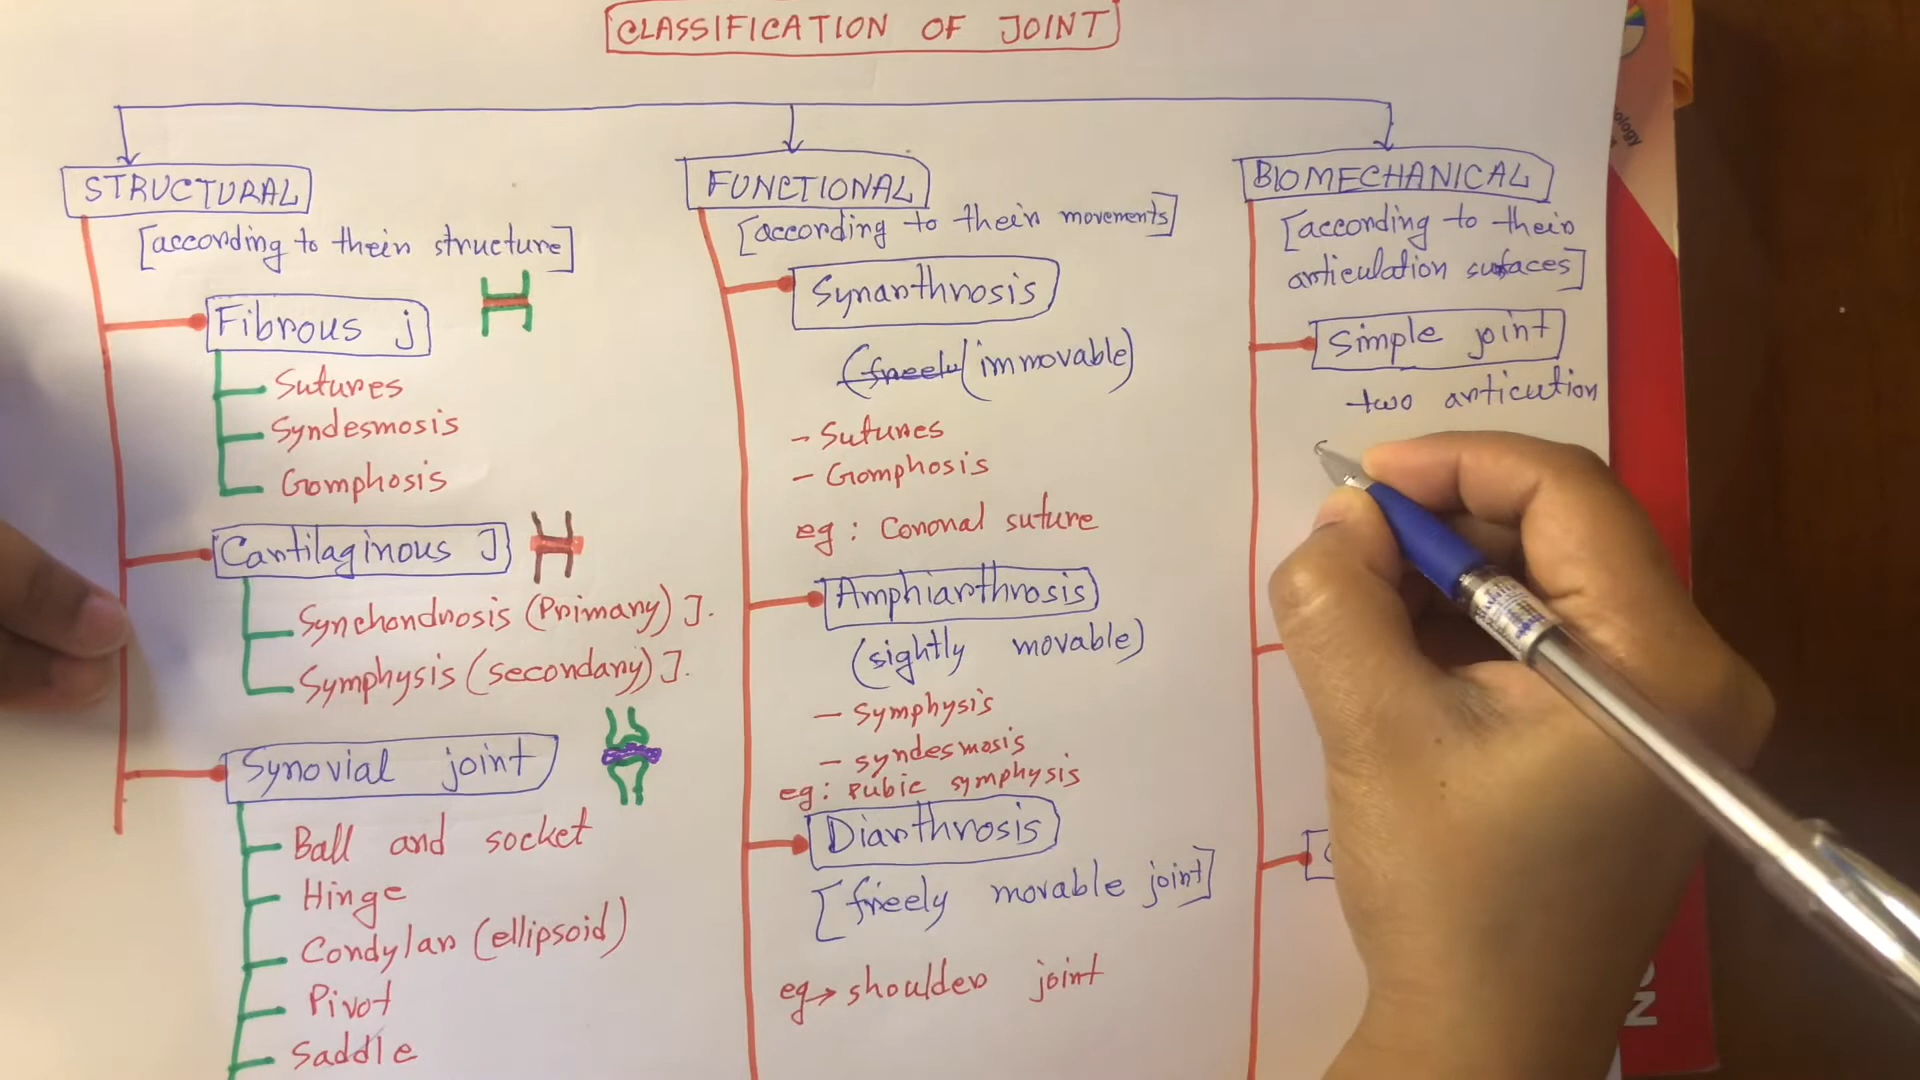 CLASSIFICATION OF JOINT
STRUCTURAL
[according to their structure]
Fibrous j
Sutures
Syndesmosis
Gomphosis
Cartilaginous J
Synchondrosis (Primary) J.
Symphysis (secondary) J.
Synovial joint
Ball and socket
Hinge
Condylar (ellipsoid)
Pivot
Saddle
FUNCTIONAL
[according to their movements]
Synarthrosis
(freely (immovable)
- Sutures
- Gomphosis
eg: Coronal suture
Amphiarthrosis
(sightly movable)
- Symphysis
- syndesmosis
eg: Pubic symphysis
Diarthrosis
[freely movable joint]
eg→ shoulder joint
BIOMECHANICAL
[according to their
articulation sufaces]
Simple joint
two articution
ology
Z